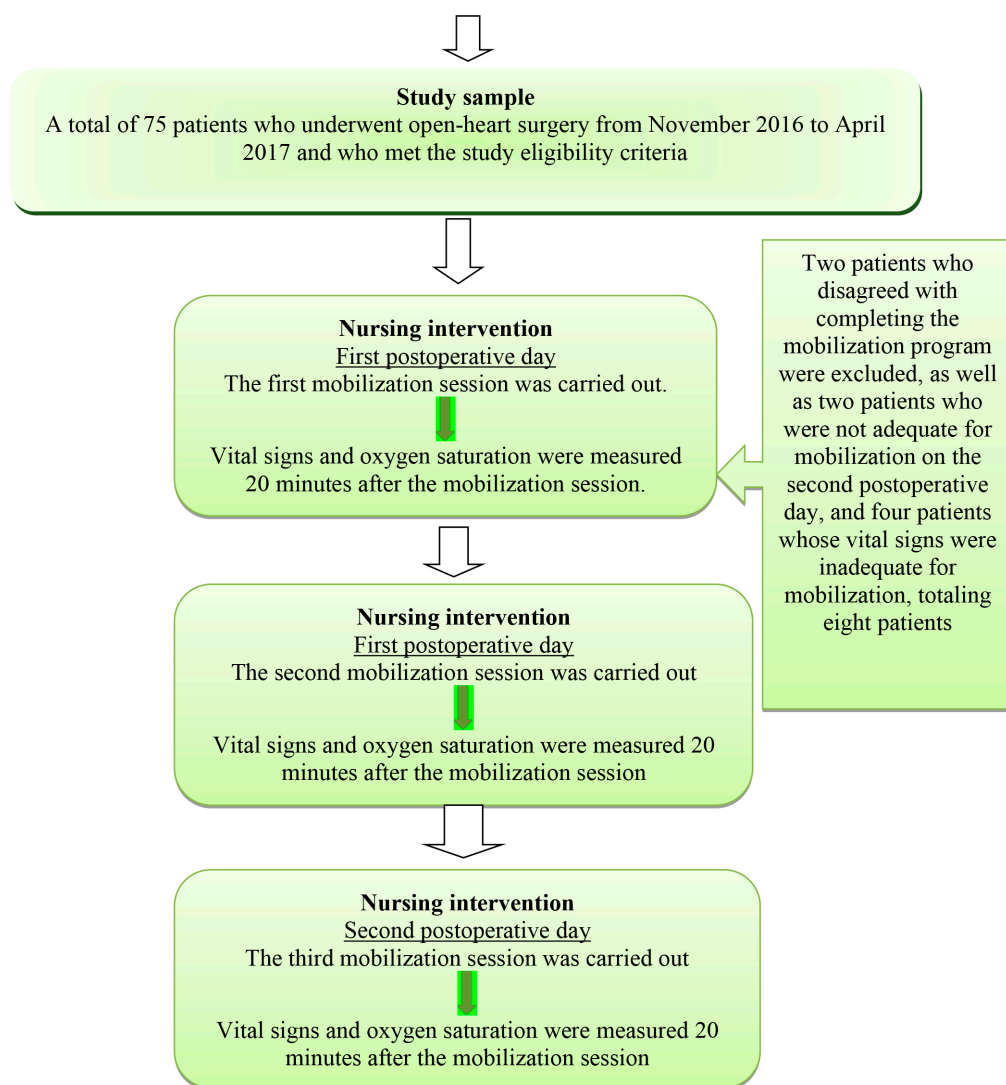 Study sample
A total of 75 patients who underwent open-heart surgery from November 2016 to April
2017 and who met the study eligibility criteria
Nursing intervention
First postoperative day
The first mobilization session was carried out.
Vital signs and oxygen saturation were measured
20 minutes after the mobilization session.
Two patients who
disagreed with
completing the
mobilization program
were excluded, as well
as two patients who
were not adequate for
mobilization on the
second postoperative
day, and four patients
whose vital signs were
inadequate for
mobilization, totaling
eight patients
Nursing intervention
First postoperative day
The second mobilization session was carried out
Vital signs and oxygen saturation were measured 20
minutes after the mobilization session
Nursing intervention
Second postoperative day
The third mobilization session was carried out
Vital signs and oxygen saturation were measured 20
minutes after the mobilization session